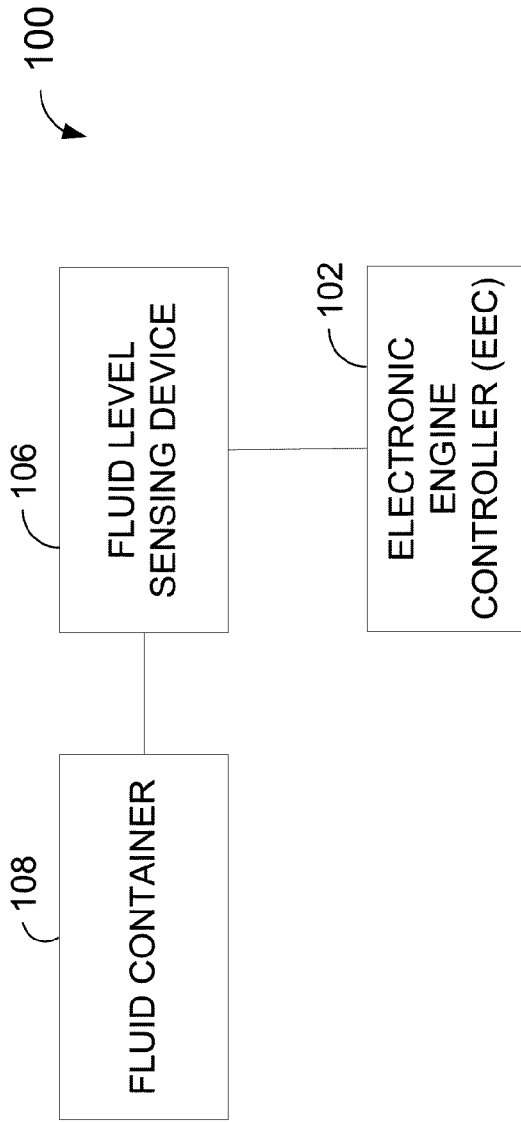 100
108
FLUID CONTAINER
106
FLUID LEVEL
SENSING DEVICE
102
ELECTRONIC
ENGINE
CONTROLLER (EEC)